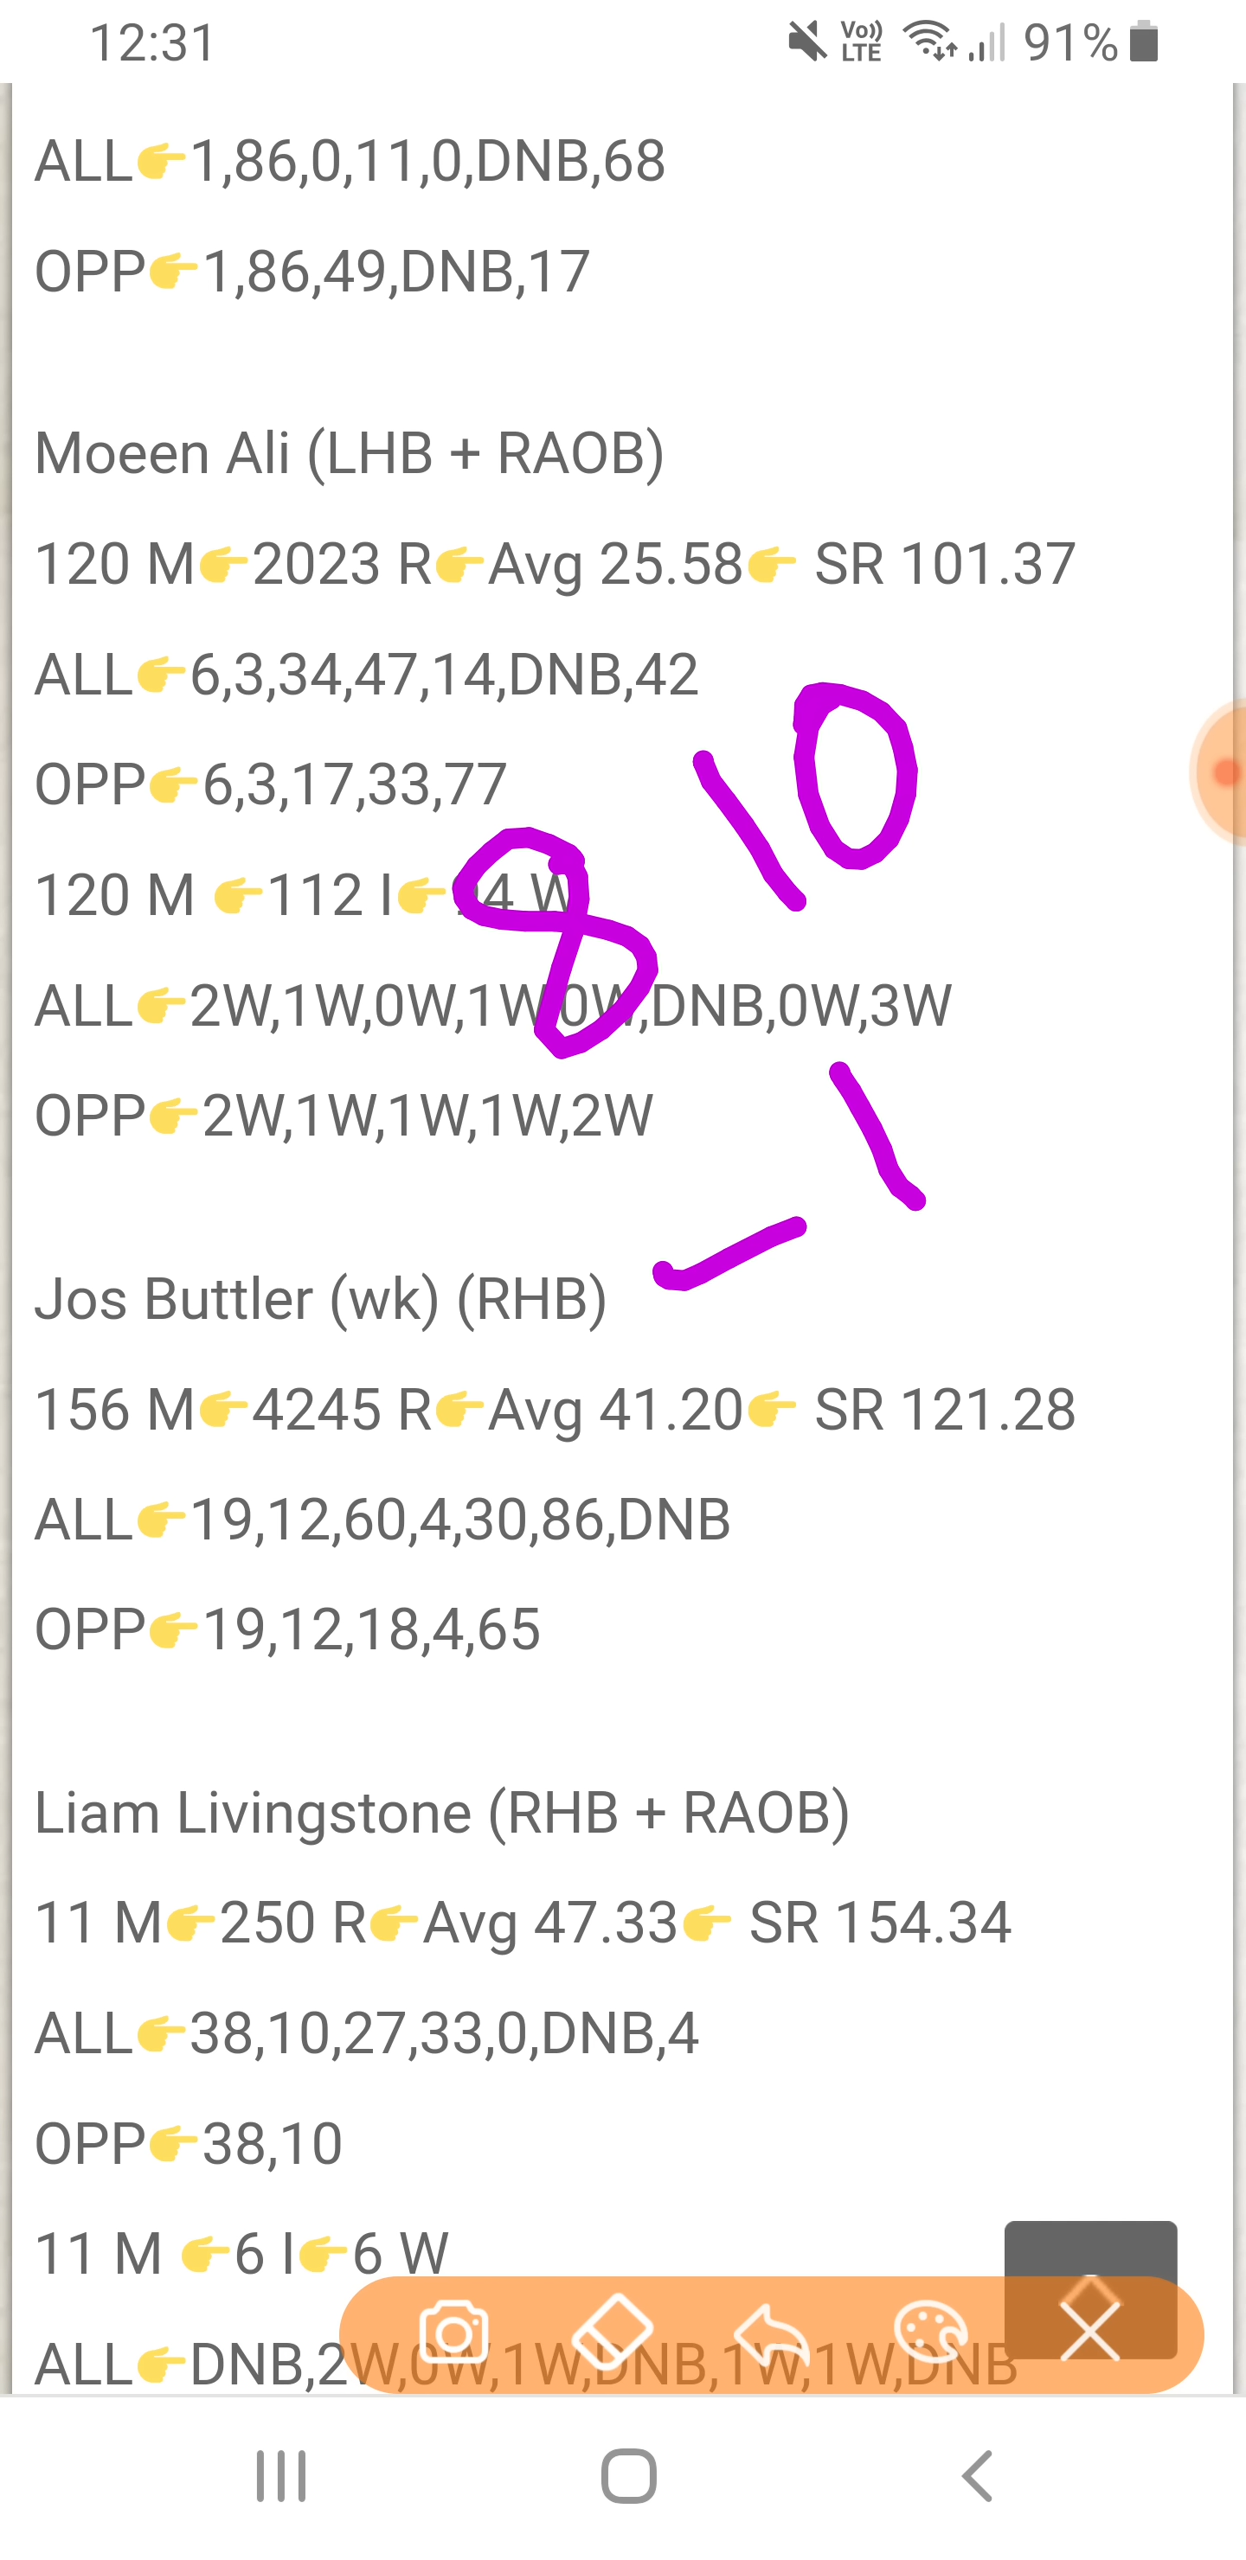 12:31 Vo)) LTE 91%
ALL👉1,86,0,11,0,DNB,68
OPP👉1,86,49,DNB,17
Moeen Ali (LHB + RAOB)
120 M👉2023 R👉Avg 25.58👉 SR 101.37
ALL👉6,3,34,47,14,DNB,42
OPP👉6,3,17,33,77
10
120 M 👉112 I👉 W
8
ALL👉2W,1W,0W,1W,0W,DNB,0W,3W
OPP👉2W,1W,1W,1W,2W
Jos Buttler (wk) (RHB)
156 M👉4245 R👉Avg 41.20👉 SR 121.28
ALL👉19,12,60,4,30,86,DNB
OPP👉19,12,18,4,65
Liam Livingstone (RHB + RAOB)
11 M👉250 R👉Avg 47.33👉 SR 154.34
ALL👉38,10,27,33,0,DNB,4
OPP👉38,10
11 M 👉6 I👉6 W
ALL👉DNB,2W,0W,1W,DNB,1W,1W,DNB